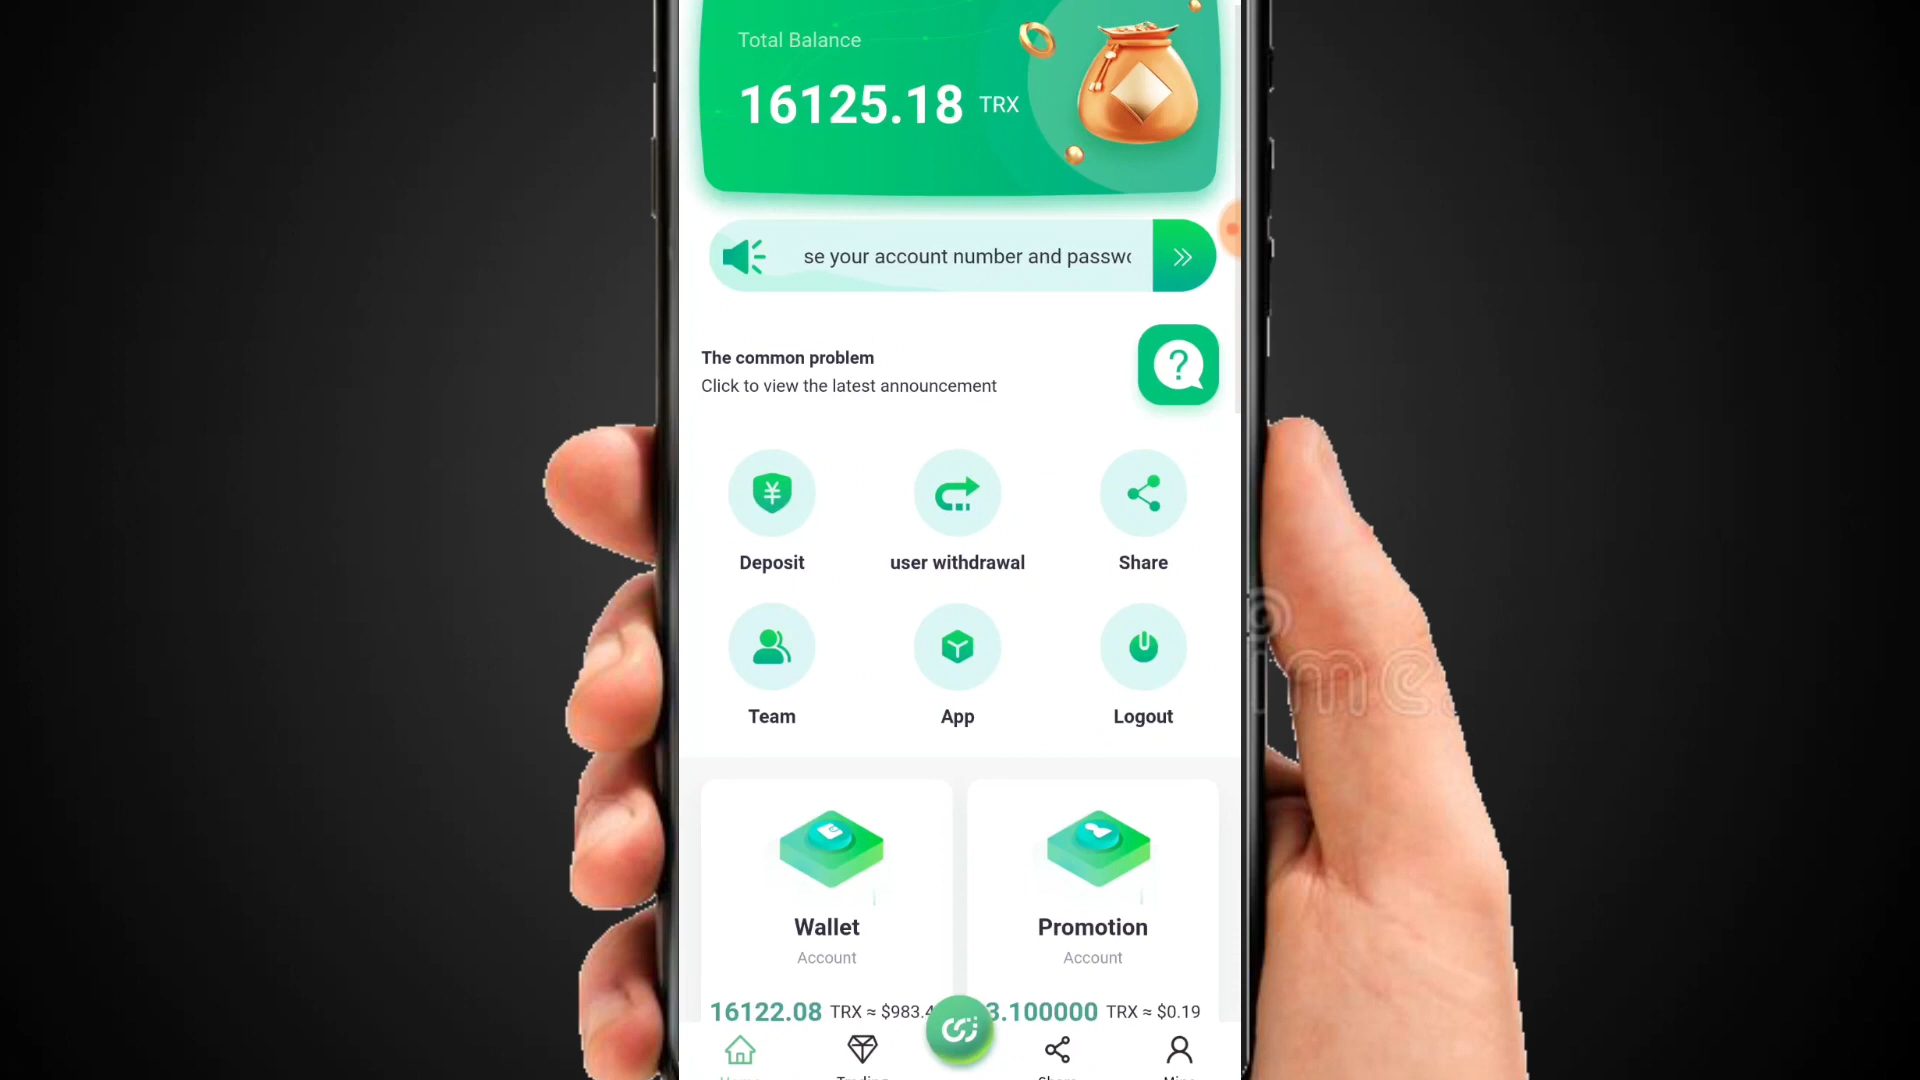 Total Balance
16125.18 TRX
se your account number and passwo
The common problem
Click to view the latest announcement
?
Deposit
user withdrawal
Share
Team
App
Logout
Wallet
Promotion
Account
Account
16122.08 TRX ≈ $983.4
3.100000 TRX ≈ $0.19